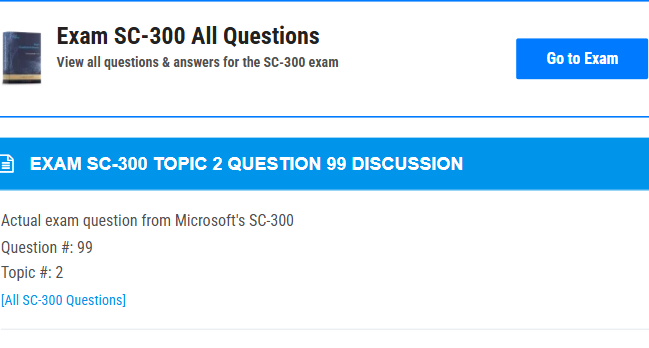 Exam SC-300 All Questions
View all questions & answers for the SC-300 exam
Go to Exam
EXAM SC-300 TOPIC 2 QUESTION 99 DISCUSSION
Actual exam question from Microsoft's SC-300
Question #: 99
Topic #: 2
[All SC-300 Questions]